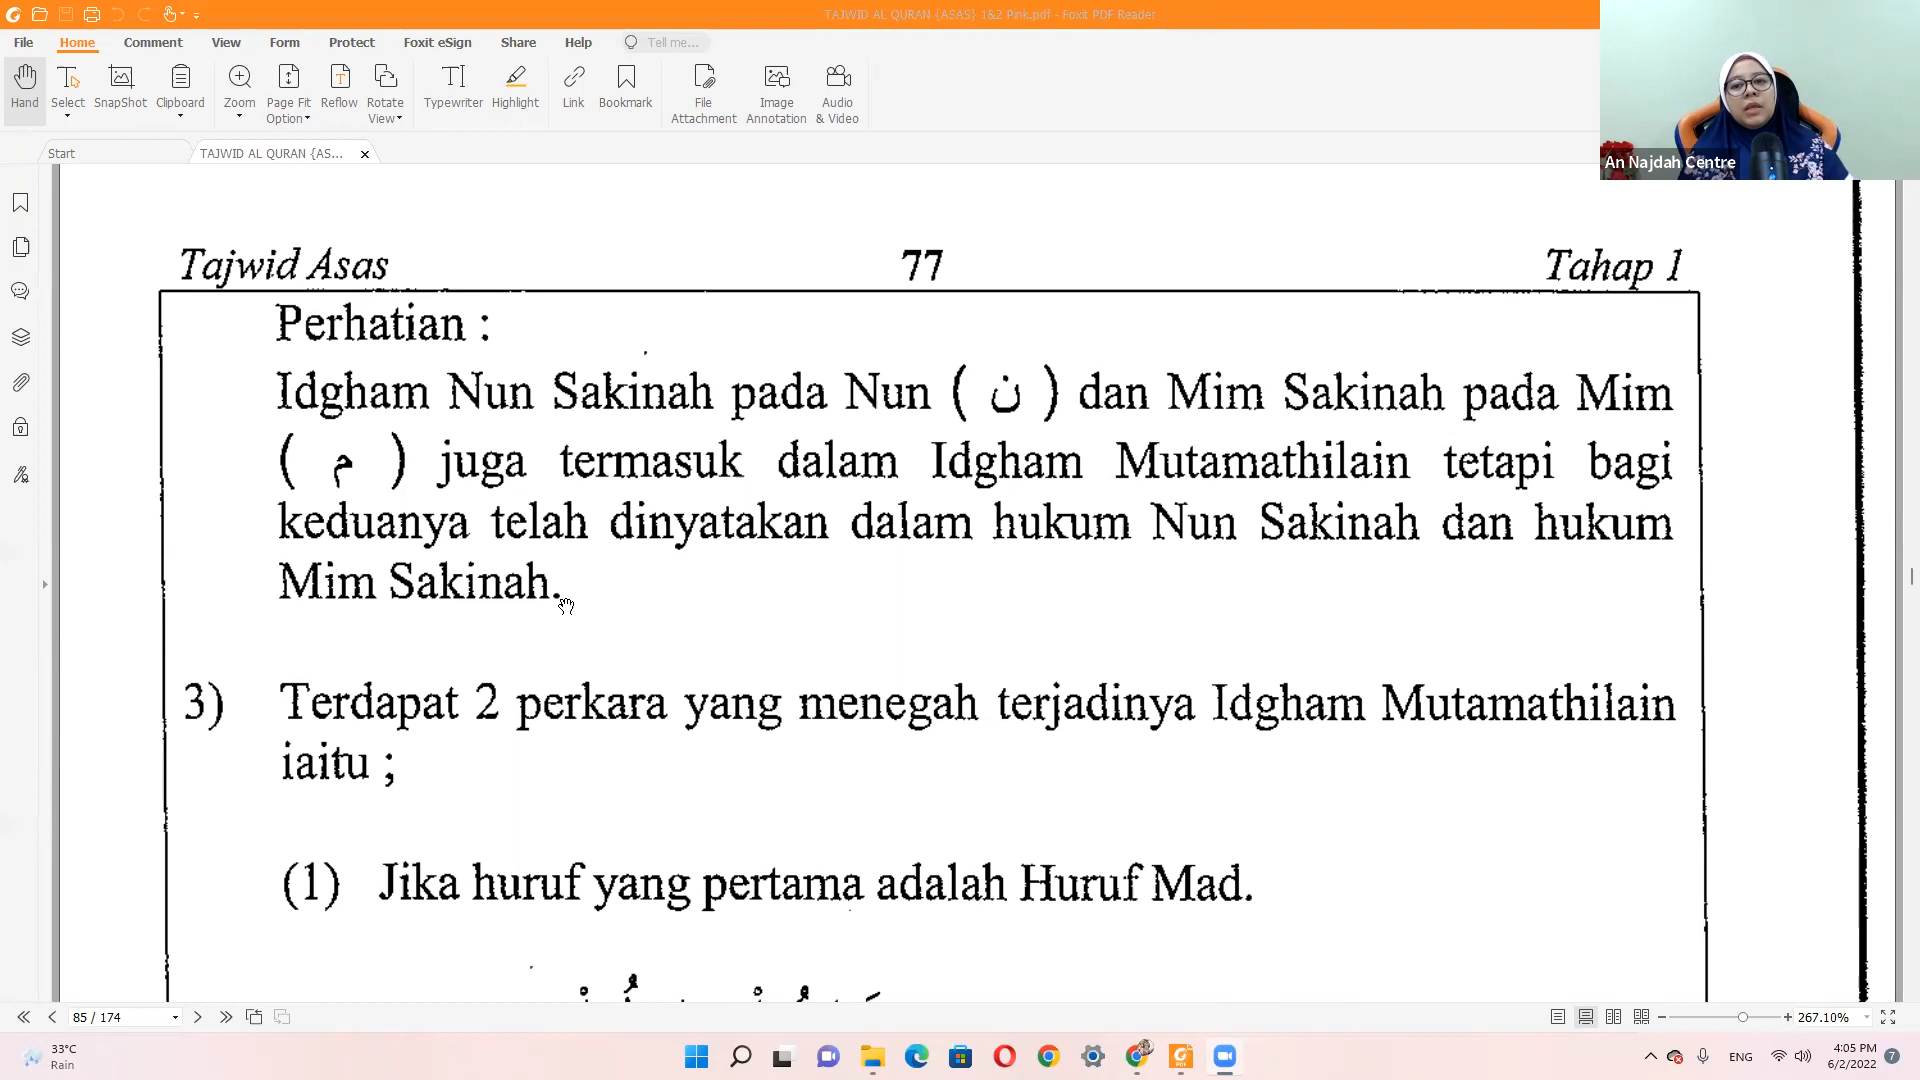 TAJWID AL QURAN {ASAS} 1&2 Pink.pdf - Foxit PDF Reader
File Home Comment View Form Protect Foxit eSign Share Help Tell me...
Hand Select SnapShot Clipboard Zoom Page Fit Option Reflow Rotate View Typewriter Highlight Link Bookmark File Attachment Image Annotation Audio & Video
An Najdah Centre
Start TAJWID AL QURAN {AS...
Tajwid Asas 77 Tahap 1
Perhatian :
Idgham Nun Sakinah pada Nun ( ن ) dan Mim Sakinah pada Mim
( م ) juga termasuk dalam Idgham Mutamathilain tetapi bagi
keduanya telah dinyatakan dalam hukum Nun Sakinah dan hukum
Mim Sakinah.
3) Terdapat 2 perkara yang menegah terjadinya Idgham Mutamathilain
iaitu ;
(1) Jika huruf yang pertama adalah Huruf Mad.
85 / 174 267.10%
33°C
Rain
ENG
4:05 PM
6/2/2022
7